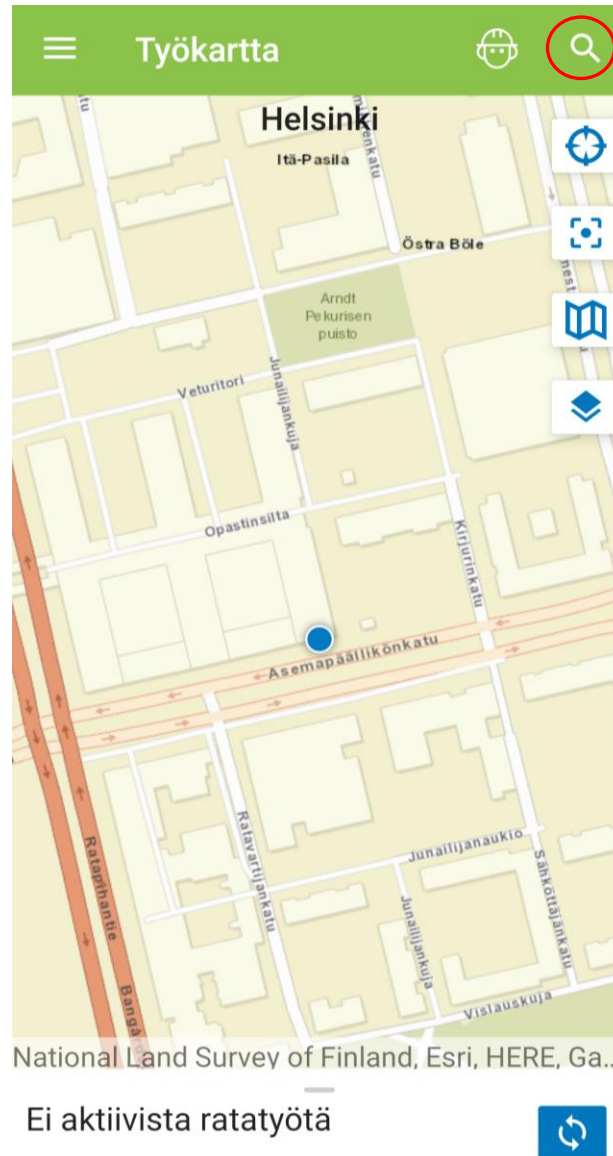 Työkartta
Helsinki
Itä-Pasila
Östra Böle
Arndt
Pekurisen
puisto
Veturitori
Junailijankuja
Opastinsilta
Kirjurinkatu
Asemapäällikönkatu
Ratapihantie
Ratavartijankatu
Junailijanaukio
Junailijankuja
Sähköttäjänkatu
Vislauskuja
National Land Survey of Finland, Esri, HERE, Ga...
Ei aktiivista ratatyötä